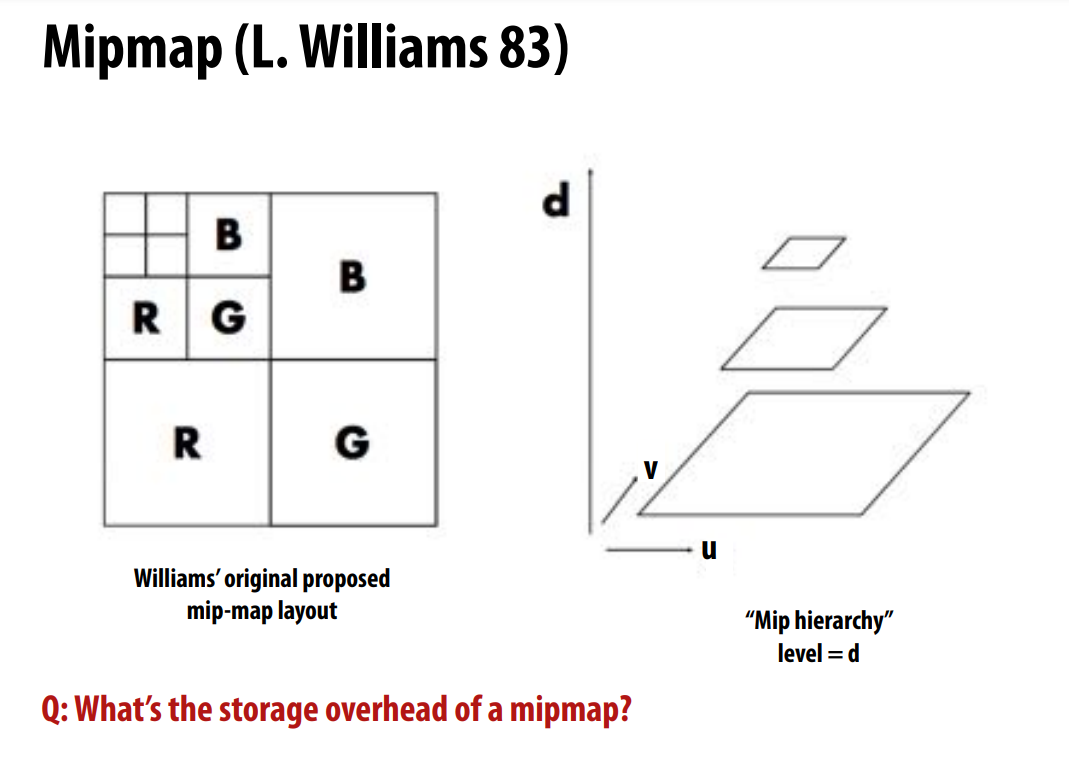 Mipmap (L. Williams 83)
B
B
R
G
R
G
d
v
u
Williams’ original proposed
mip-map layout
“Mip hierarchy”
level = d
Q: What’s the storage overhead of a mipmap?